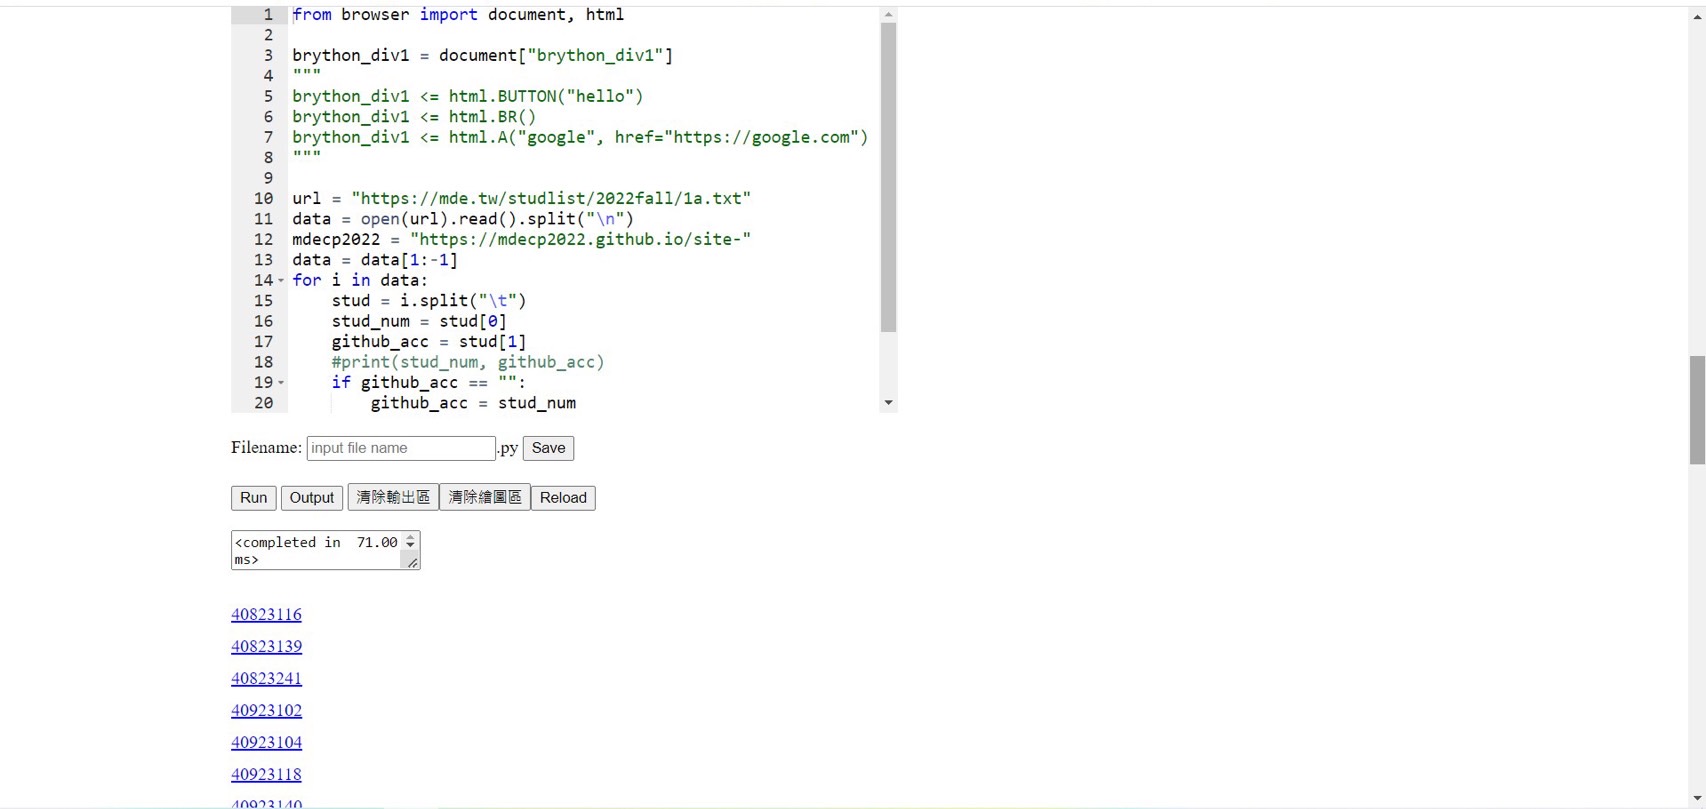 1 from browser import document, html
2
3 brython_div1 = document["brython_div1"]
4 """
5 brython_div1 <= html.BUTTON("hello")
6 brython_div1 <= html.BR()
7 brython_div1 <= html.A("google", href="https://google.com")
8 """
9
10 url = "https://mde.tw/studlist/2022fall/1a.txt"
11 data = open(url).read().split("\n")
12 mdecp2022 = "https://mdecp2022.github.io/site-"
13 data = data[1:-1]
14 for i in data:
15     stud = i.split("\t")
16     stud_num = stud[0]
17     github_acc = stud[1]
18     #print(stud_num, github_acc)
19     if github_acc == "":
20         github_acc = stud_num
Filename: input file name .py Save
Run Output 清除輸出區 清除繪圖區 Reload
<completed in  71.00
ms>
40823116
40823139
40823241
40923102
40923104
40923118
40923140